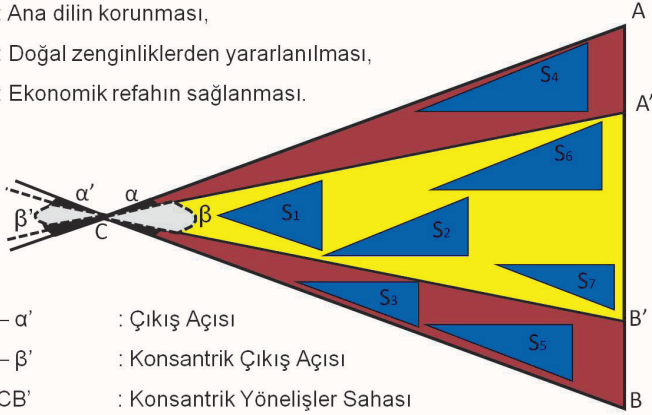 : Ana dilin korunması,
: Doğal zenginliklerden yararlanılması,
: Ekonomik refahın sağlanması.
A
A'
S4
S6
α' α
β' β
C
S1
S2
S7
S3
S5
B'
B
– α' : Çıkış Açısı
– β' : Konsantrik Çıkış Açısı
CB' : Konsantrik Yönelişler Sahası